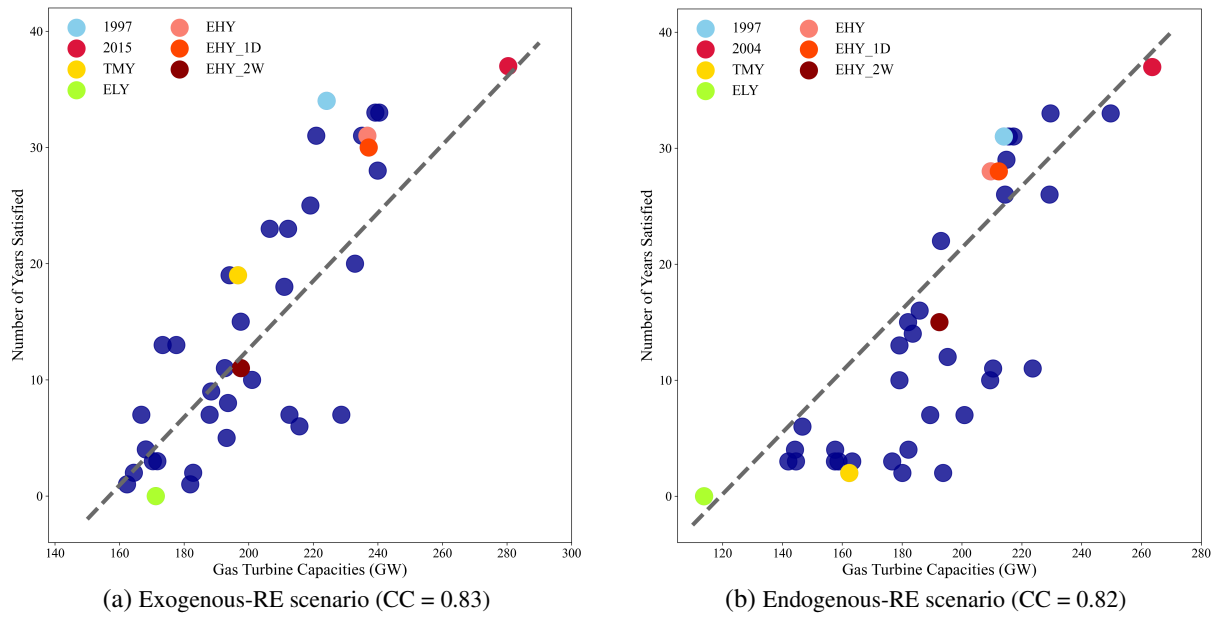 1997
2015
TMY
ELY
EHY
EHY_1D
EHY_2W
40
30
20
10
0
Number of Years Satisfied
140 160 180 200 220 240 260 280 300
Gas Turbine Capacities (GW)
(a) Exogenous-RE scenario (CC = 0.83)
1997
2004
TMY
ELY
EHY
EHY_1D
EHY_2W
40
30
20
10
0
Number of Years Satisfied
120 140 160 180 200 220 240 260 280
Gas Turbine Capacities (GW)
(b) Endogenous-RE scenario (CC = 0.82)